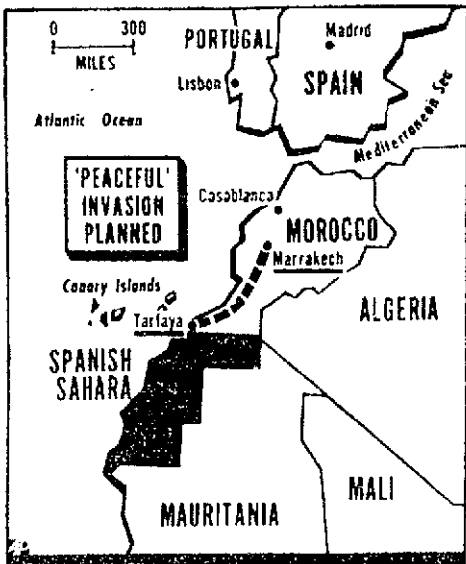 0 300
MILES
PORTUGAL
Madrid
Lisbon
SPAIN
Atlantic Ocean
Mediterranean Sea
'PEACEFUL'
INVASION
PLANNED
Casablanca
MOROCCO
Marrakech
Canary Islands
Tarfaya
ALGERIA
SPANISH
SAHARA
MALI
MAURITANIA